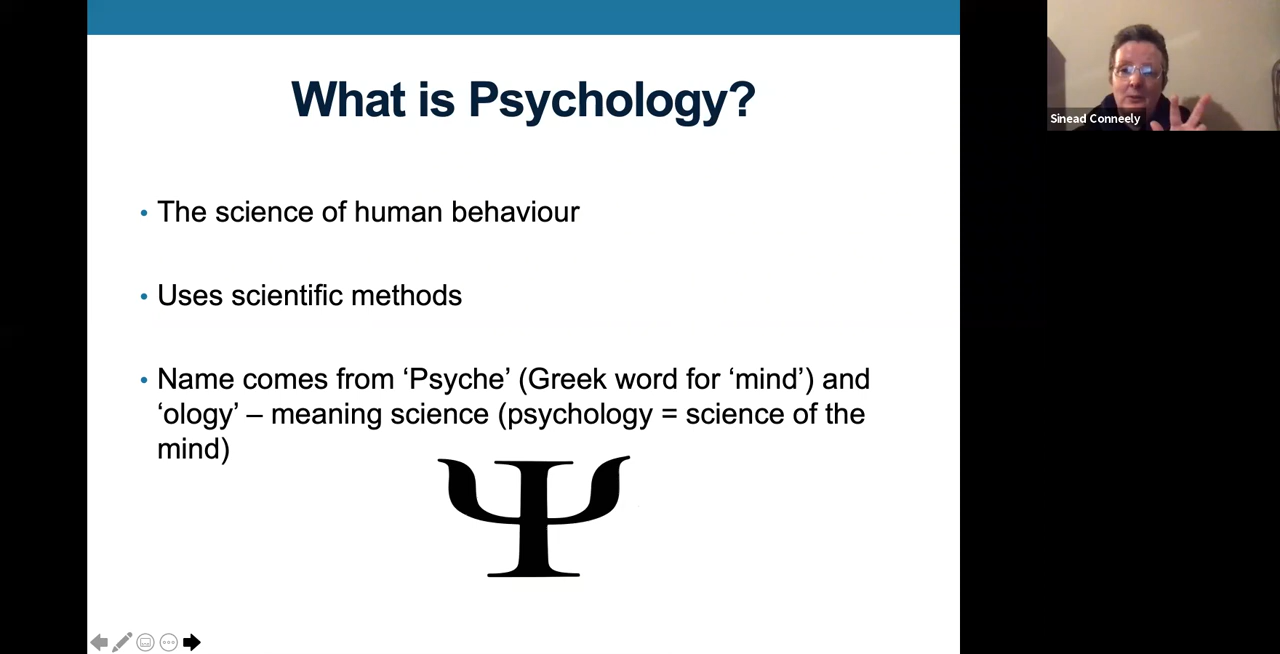 What is Psychology?
Sinead Conneely
• The science of human behaviour
• Uses scientific methods
• Name comes from ‘Psyche’ (Greek word for ‘mind’) and
‘ology’ – meaning science (psychology = science of the
mind)
Ψ